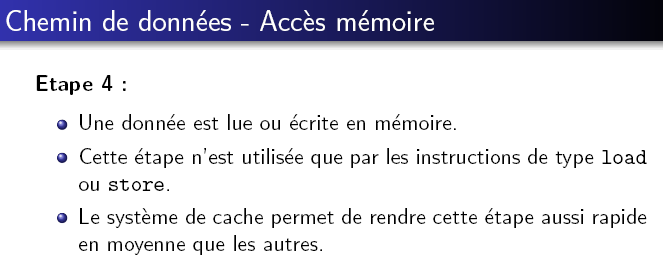 Chemin de données - Accès mémoire
Etape 4 :
Une donnée est lue ou écrite en mémoire.
Cette étape n'est utilisée que par les instructions de type load
ou store.
Le système de cache permet de rendre cette étape aussi rapide
en moyenne que les autres.